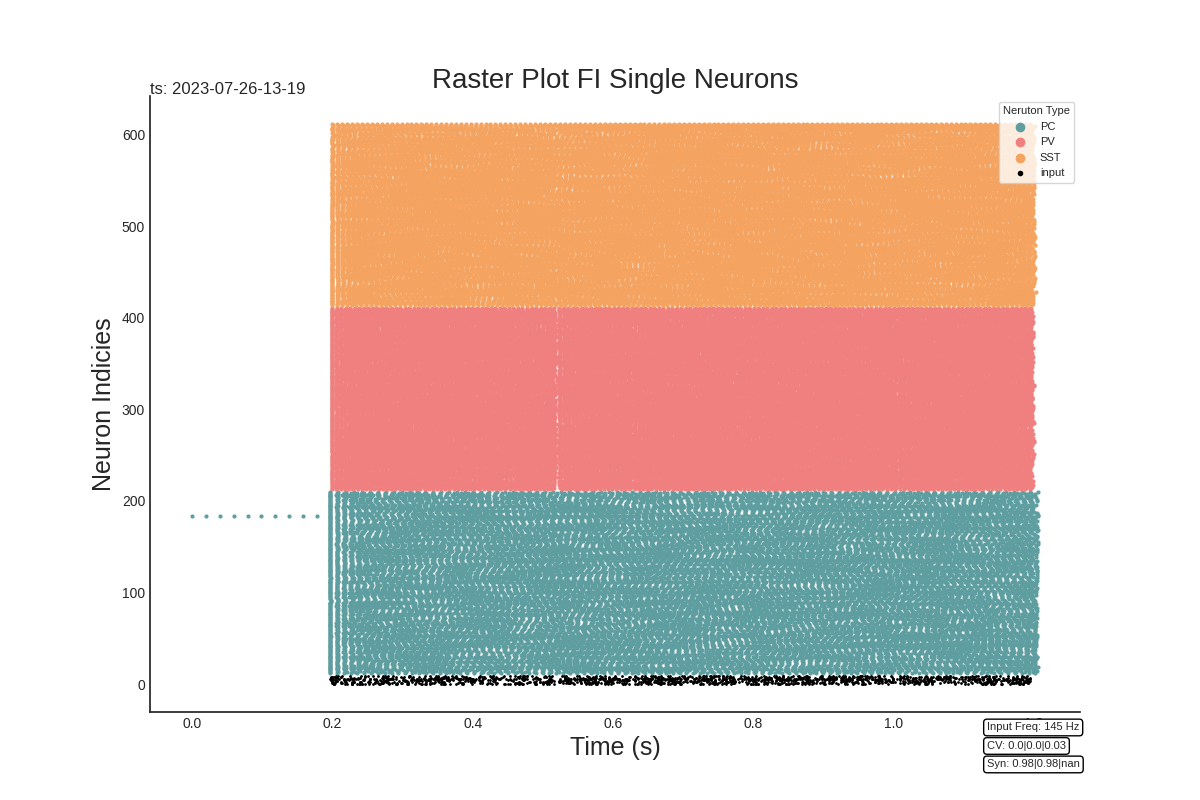 Raster Plot FI Single Neurons
ts: 2023-07-26-13-19
Neruton Type
PC
PV
SST
input
600
500
400
300
200
100
0
Neuron Indicies
0.0 0.2 0.4 0.6 0.8 1.0
Time (s)
Input Freq: 145 Hz
CV: 0.0|0.0|0.03
Syn: 0.98|0.98|nan